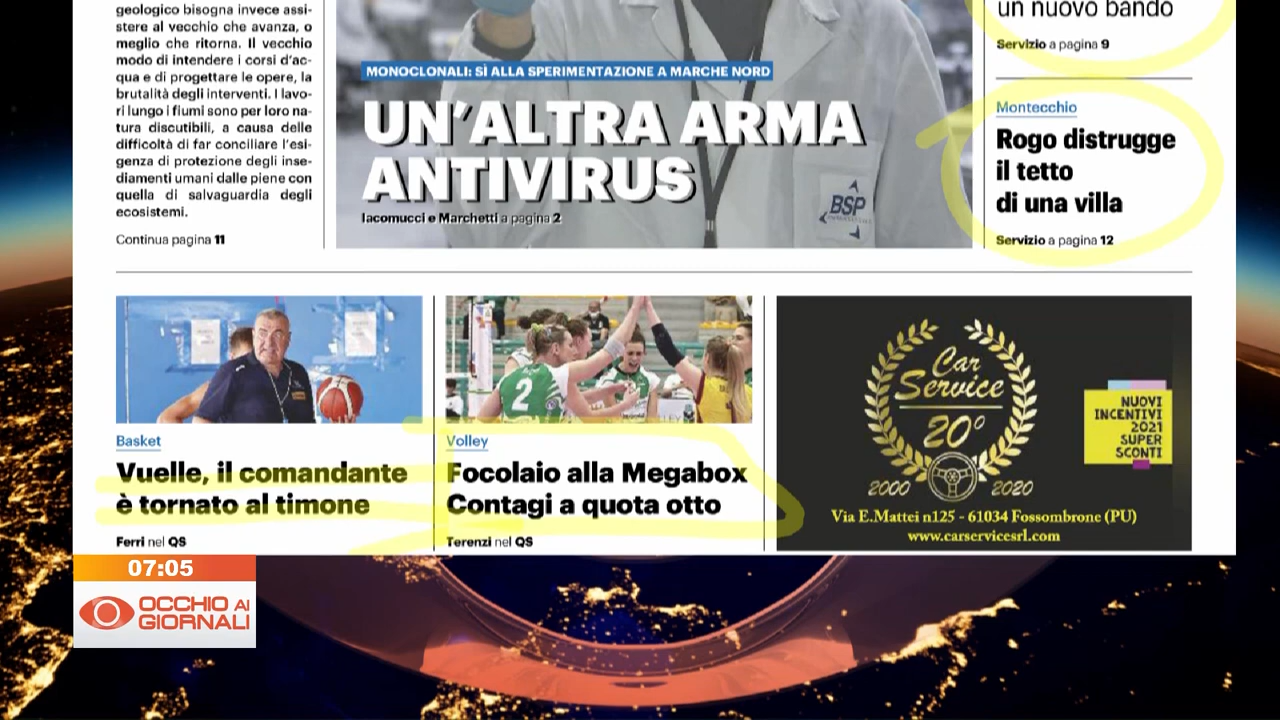 geologico bisogna invece assi-
stere al vecchio che avanza, o
meglio che ritorna. Il vecchio
modo di intendere i corsi d'ac-
qua e di progettare le opere, la
brutalità degli interventi. I lavo-
ri lungo i fiumi sono per loro na-
tura discutibili, a causa delle
difficoltà di far conciliare l'esi-
genza di protezione degli inse-
diamenti umani dalle piene con
quella di salvaguardia degli
ecosistemi.
Continua pagina 11
MONOCLONALI: SÌ ALLA SPERIMENTAZIONE A MARCHE NORD
UN'ALTRA ARMA
ANTIVIRUS
Iacomucci e Marchetti a pagina 2
BSP
un nuovo bando
Servizio a pagina 9
Montecchio
Rogo distrugge
il tetto
di una villa
Servizio a pagina 12
Basket
Vuelle, il comandante
è tornato al timone
Ferri nel QS
2
Volley
Focolaio alla Megabox
Contagi a quota otto
Terenzi nel QS
Car
Service
20°
2000 2020
NUOVI
INCENTIVI
2021
SUPER
SCONTI
Via E.Mattei n125 - 61034 Fossombrone (PU)
www.carservicesrl.com
07:05
OCCHIO AI
GIORNALI